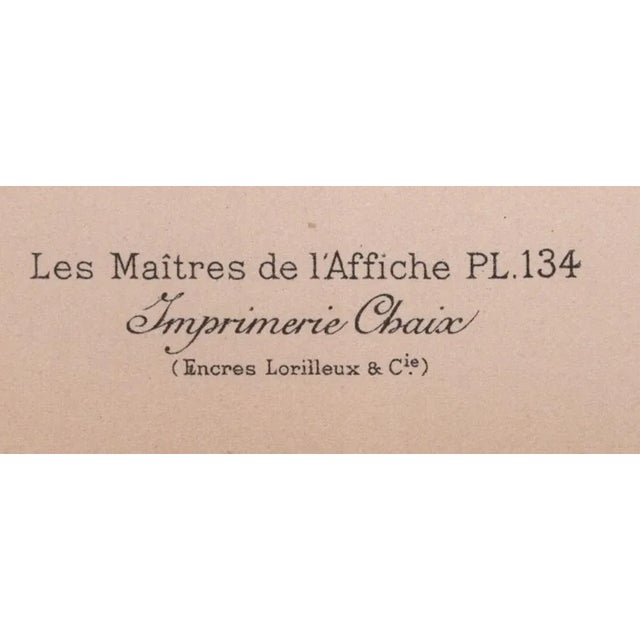 Les Maîtres de l'Affiche PL.134
Imprimerie Chaix
(Encres Lorilleux & Cie.)